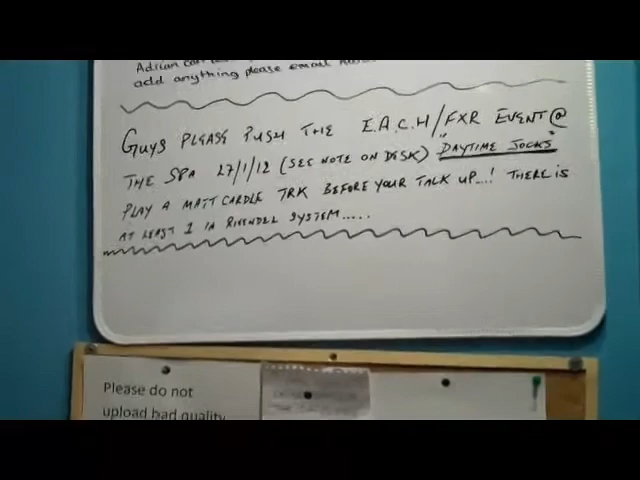 Adrian can
add anything please email
GUYS PLEASE PUSH THE E.A.C.H/FXR EVENT @
THE SPA 27/1/12 (SEE NOTE ON DESK) "DAYTIME JOCKS"
PLAY A MATT CARDLE TRK BEFORE YOUR TALK UP....! THERE IS
AT LEAST 1 IN RIVENDEL SYSTEM.....
Please do not
upload bad quality